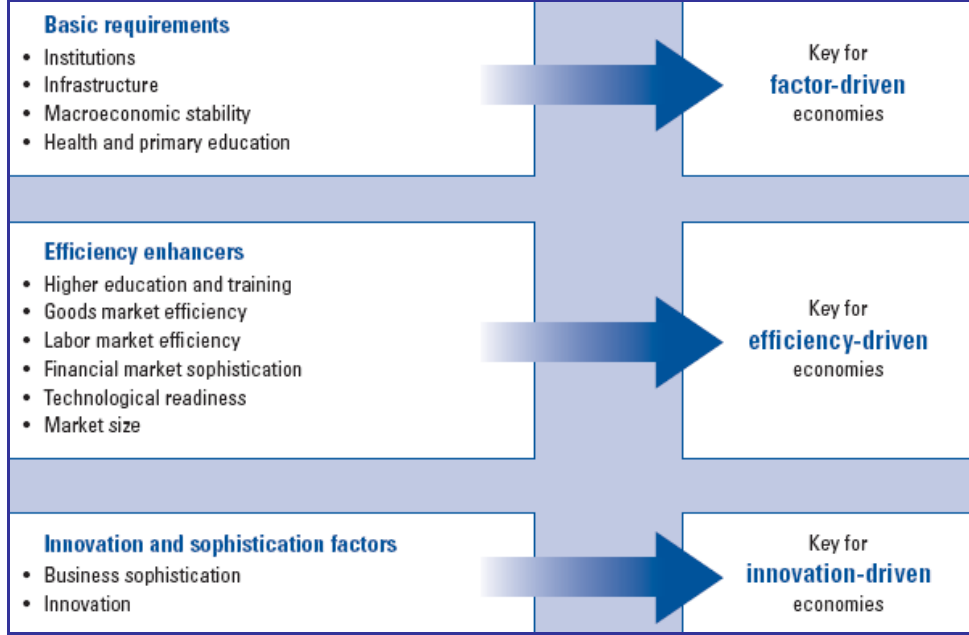 Basic requirements
• Institutions
• Infrastructure
• Macroeconomic stability
• Health and primary education
Key for
factor-driven
economies
Efficiency enhancers
• Higher education and training
• Goods market efficiency
• Labor market efficiency
• Financial market sophistication
• Technological readiness
• Market size
Key for
efficiency-driven
economies
Innovation and sophistication factors
• Business sophistication
• Innovation
Key for
innovation-driven
economies